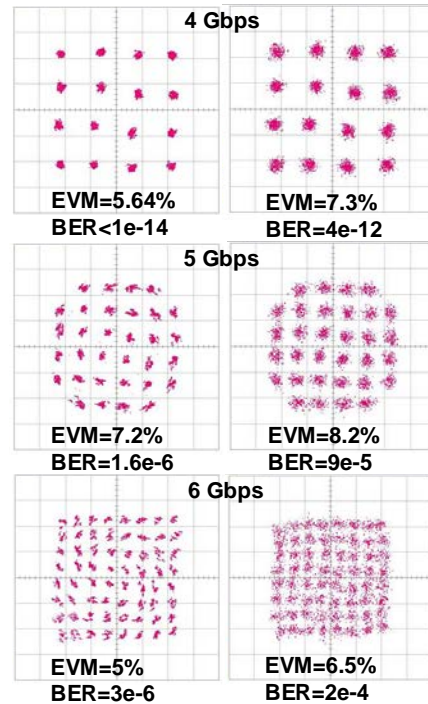 4 Gbps
EVM=5.64%
BER<1e-14
EVM=7.3%
BER=4e-12
5 Gbps
EVM=7.2%
BER=1.6e-6
EVM=8.2%
BER=9e-5
6 Gbps
EVM=5%
BER=3e-6
EVM=6.5%
BER=2e-4